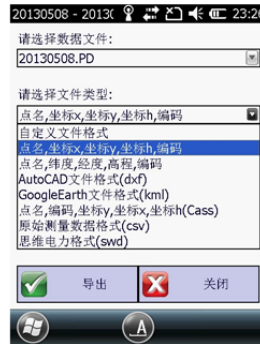 20130508 - 2013( 23:26
请选择数据文件:
20130508.PD
请选择文件类型:
点名,坐标x,坐标y,坐标h,编码
自定义文件格式
点名,坐标x,坐标y,坐标h,编码
点名,纬度,经度,高程,编码
AutoCAD文件格式(dxf)
GoogleEarth文件格式(kml)
点名,编码,坐标y,坐标x,坐标h(Cass)
原始测量数据格式(csv)
思维电力格式(swd)
导出 关闭